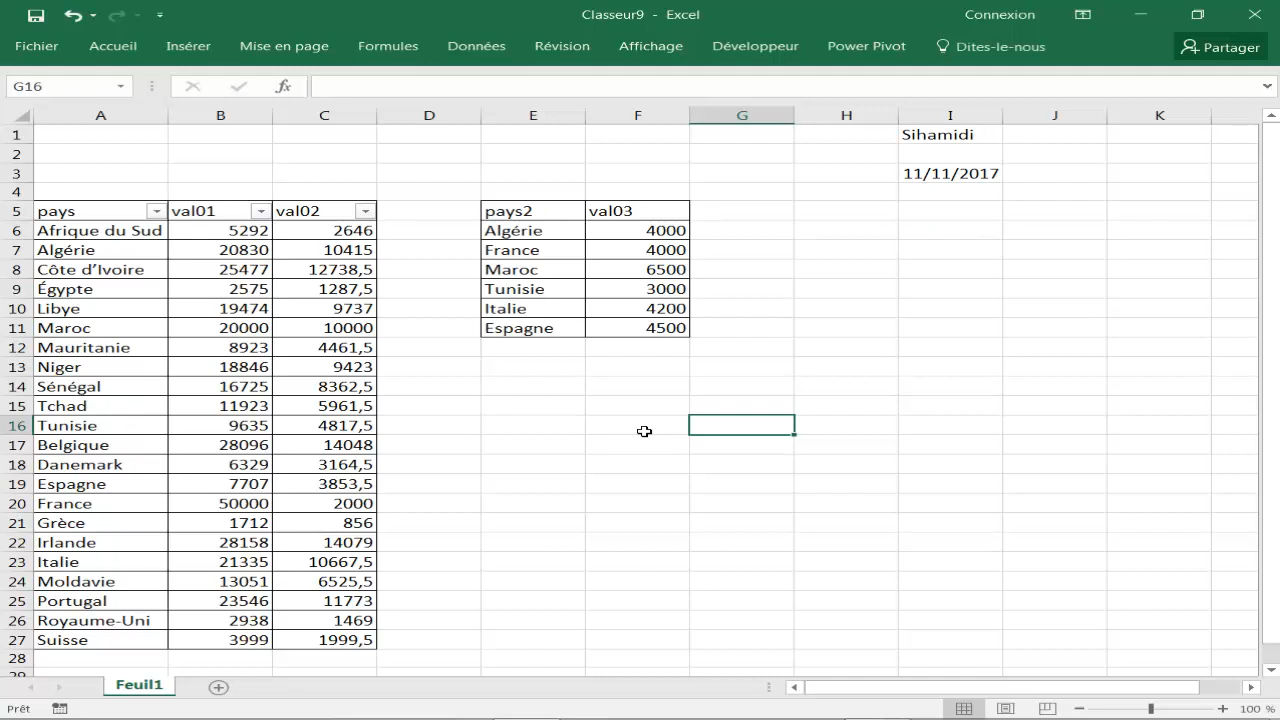 Classeur9 - Excel Connexion
Fichier Accueil Insérer Mise en page Formules Données Révision Affichage Développeur Power Pivot Dites-le-nous Partager
G16 fx
A B C D E F G H I J K
1 Sihamidi
2
3 11/11/2017
4
5 pays val01 val02 pays2 val03
6 Afrique du Sud 5292 2646 Algérie 4000
7 Algérie 20830 10415 France 4000
8 Côte d’Ivoire 25477 12738,5 Maroc 6500
9 Égypte 2575 1287,5 Tunisie 3000
10 Libye 19474 9737 Italie 4200
11 Maroc 20000 10000 Espagne 4500
12 Mauritanie 8923 4461,5
13 Niger 18846 9423
14 Sénégal 16725 8362,5
15 Tchad 11923 5961,5
16 Tunisie 9635 4817,5
17 Belgique 28096 14048
18 Danemark 6329 3164,5
19 Espagne 7707 3853,5
20 France 50000 2000
21 Grèce 1712 856
22 Irlande 28158 14079
23 Italie 21335 10667,5
24 Moldavie 13051 6525,5
25 Portugal 23546 11773
26 Royaume-Uni 2938 1469
27 Suisse 3999 1999,5
28
29
Feuil1
Prêt 100 %